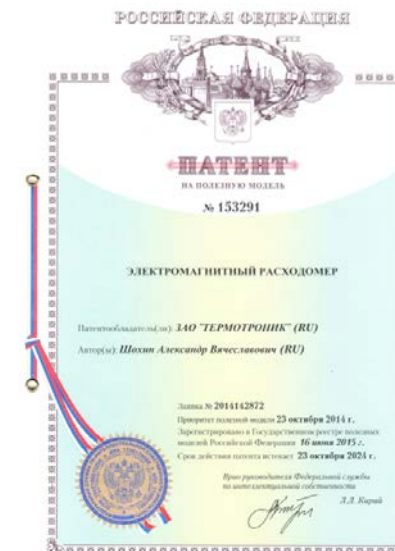 РОССИЙСКАЯ ФЕДЕРАЦИЯ
ПАТЕНТ
НА ПОЛЕЗНУЮ МОДЕЛЬ
№ 153291
ЭЛЕКТРОМАГНИТНЫЙ РАСХОДОМЕР
Патентообладатель(ли): ЗАО "ТЕРМОТРОНИК" (RU)
Автор(ы): Шохин Александр Вячеславович (RU)
Заявка № 2014142872
Приоритет полезной модели 23 октября 2014 г.
Зарегистрировано в Государственном реестре полезных
моделей Российской Федерации 16 июня 2015 г.
Срок действия патента истекает 23 октября 2024 г.
Врио руководителя Федеральной службы
по интеллектуальной собственности
Л.Л. Кирий